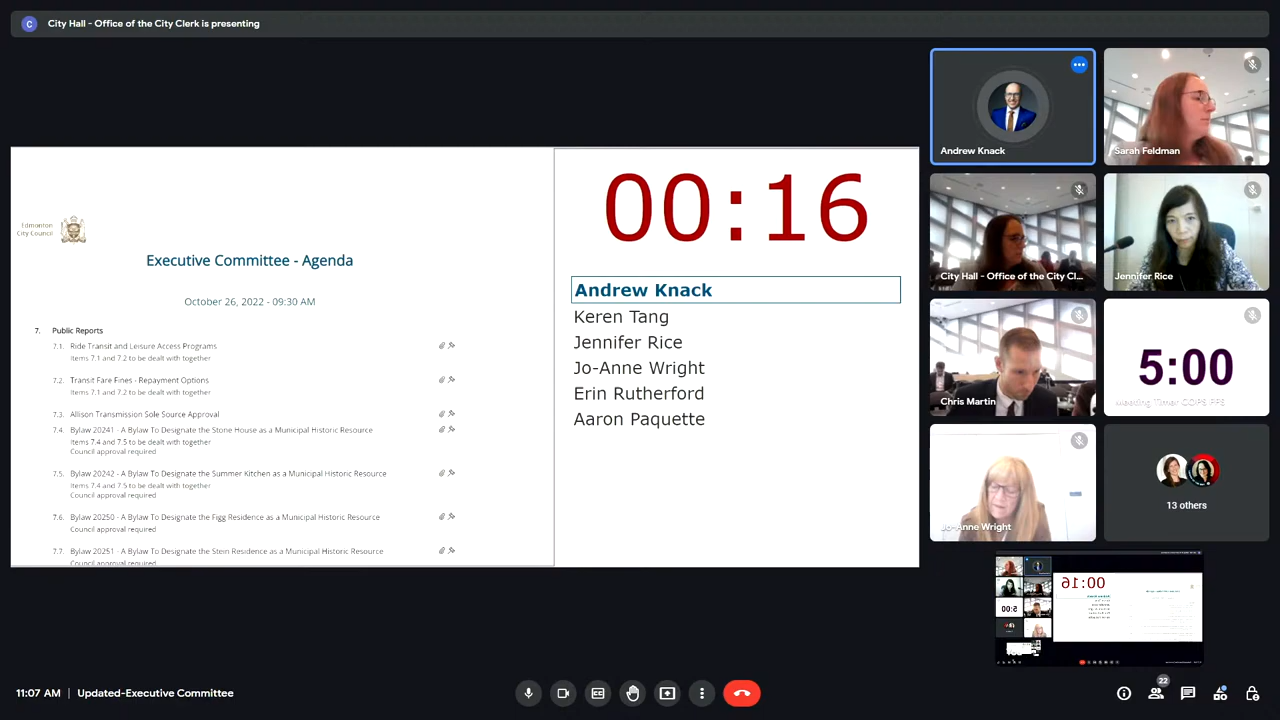 C City Hall - Office of the City Clerk is presenting
Edmonton
City Council
Executive Committee - Agenda
October 26, 2022 - 09:30 AM
7. Public Reports
7.1. Ride Transit and Leisure Access Programs
Items 7.1 and 7.2 to be dealt with together
7.2. Transit Fare Fines - Repayment Options
Items 7.1 and 7.2 to be dealt with together
7.3. Allison Transmission Sole Source Approval
7.4. Bylaw 20241 - A Bylaw To Designate the Stone House as a Municipal Historic Resource
Items 7.4 and 7.5 to be dealt with together
Council approval required
7.5. Bylaw 20242 - A Bylaw To Designate the Summer Kitchen as a Municipal Historic Resource
Items 7.4 and 7.5 to be dealt with together
Council approval required
7.6. Bylaw 20250 - A Bylaw To Designate the Figg Residence as a Municipal Historic Resource
Council approval required
7.7. Bylaw 20251 - A Bylaw To Designate the Stein Residence as a Municipal Historic Resource
Council approval required
00:16
Andrew Knack
Keren Tang
Jennifer Rice
Jo-Anne Wright
Erin Rutherford
Aaron Paquette
Andrew Knack
Sarah Feldman
City Hall - Office of the City Cl...
Jennifer Rice
Chris Martin
5:00
Meeting Timer
Jo-Anne Wright
13 others
00:16
5:00
11:07 AM | Updated-Executive Committee
22